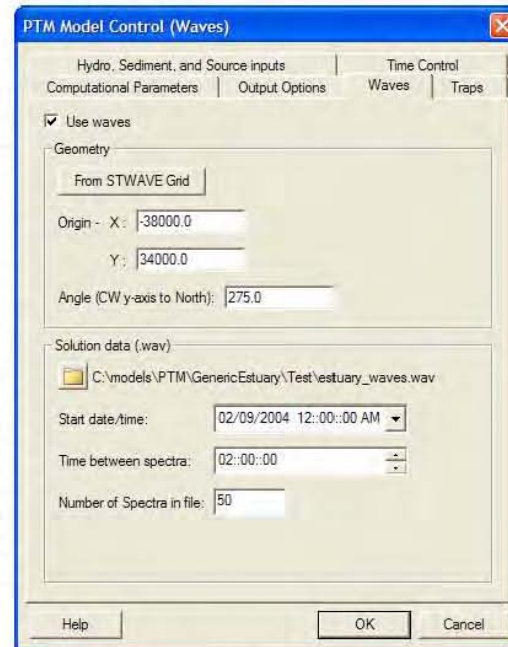 PTM Model Control (Waves)
Hydro, Sediment, and Source inputs
Time Control
Computational Parameters
Output Options
Waves
Traps
Use waves
Geometry
From STWAVE Grid
Origin - X: -38000.0
Y: 34000.0
Angle (CW y-axis to North): 275.0
Solution data (.wav)
C:\models\PTM\GenericEstuary\Test\estuary_waves.wav
Start date/time: 02/09/2004 12::00::00 AM
Time between spectra: 02::00::00
Number of Spectra in file: 50
Help
OK
Cancel